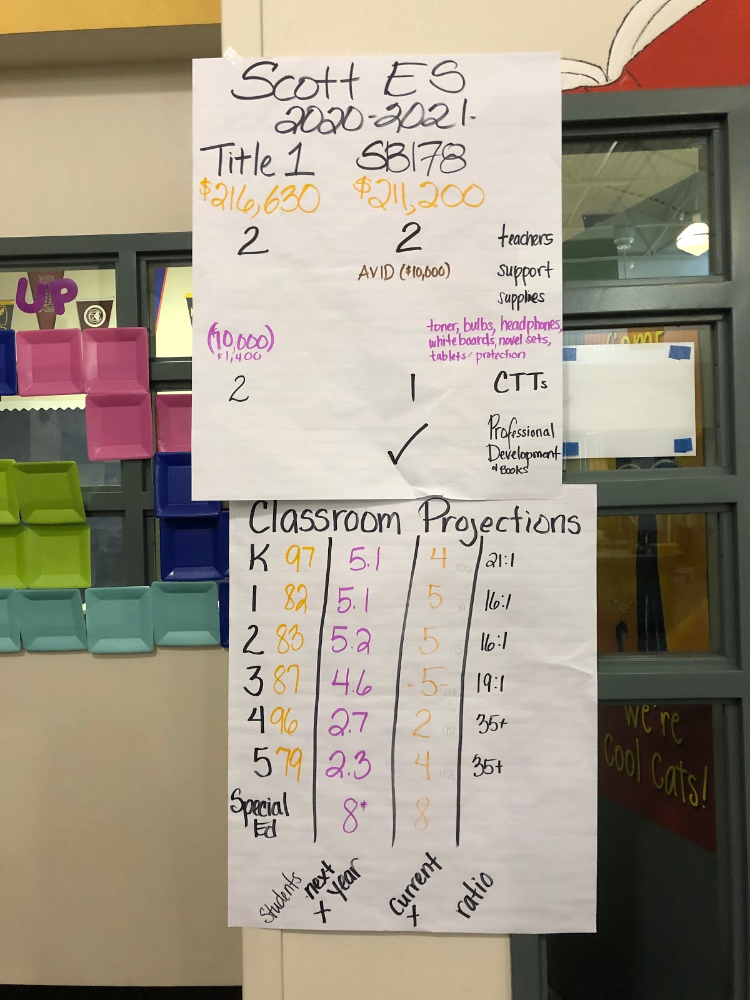 Scott ES
2020-2021.
Title 1 SB178
$216,630 $211,200
2 2 teachers
AVID ($10,000) support
supplies
($10,000) toner, bulbs, headphones,
$1,400 white boards, novel sets,
tablets/protection
2 1 CTTs
✓ Professional
Development
& Books
Classroom Projections
K 97 5.1 4 100 21:1
1 82 5.1 5 16:1
2 83 5.2 5 93 16:1
3 87 4.6 ~5~ 19:1
4 96 2.7 2 93 35+
5 79 2.3 4 112 35+
Special
Ed 8* 8
Students next year + current + ratio
UP
Come
We're
Cool Cats!